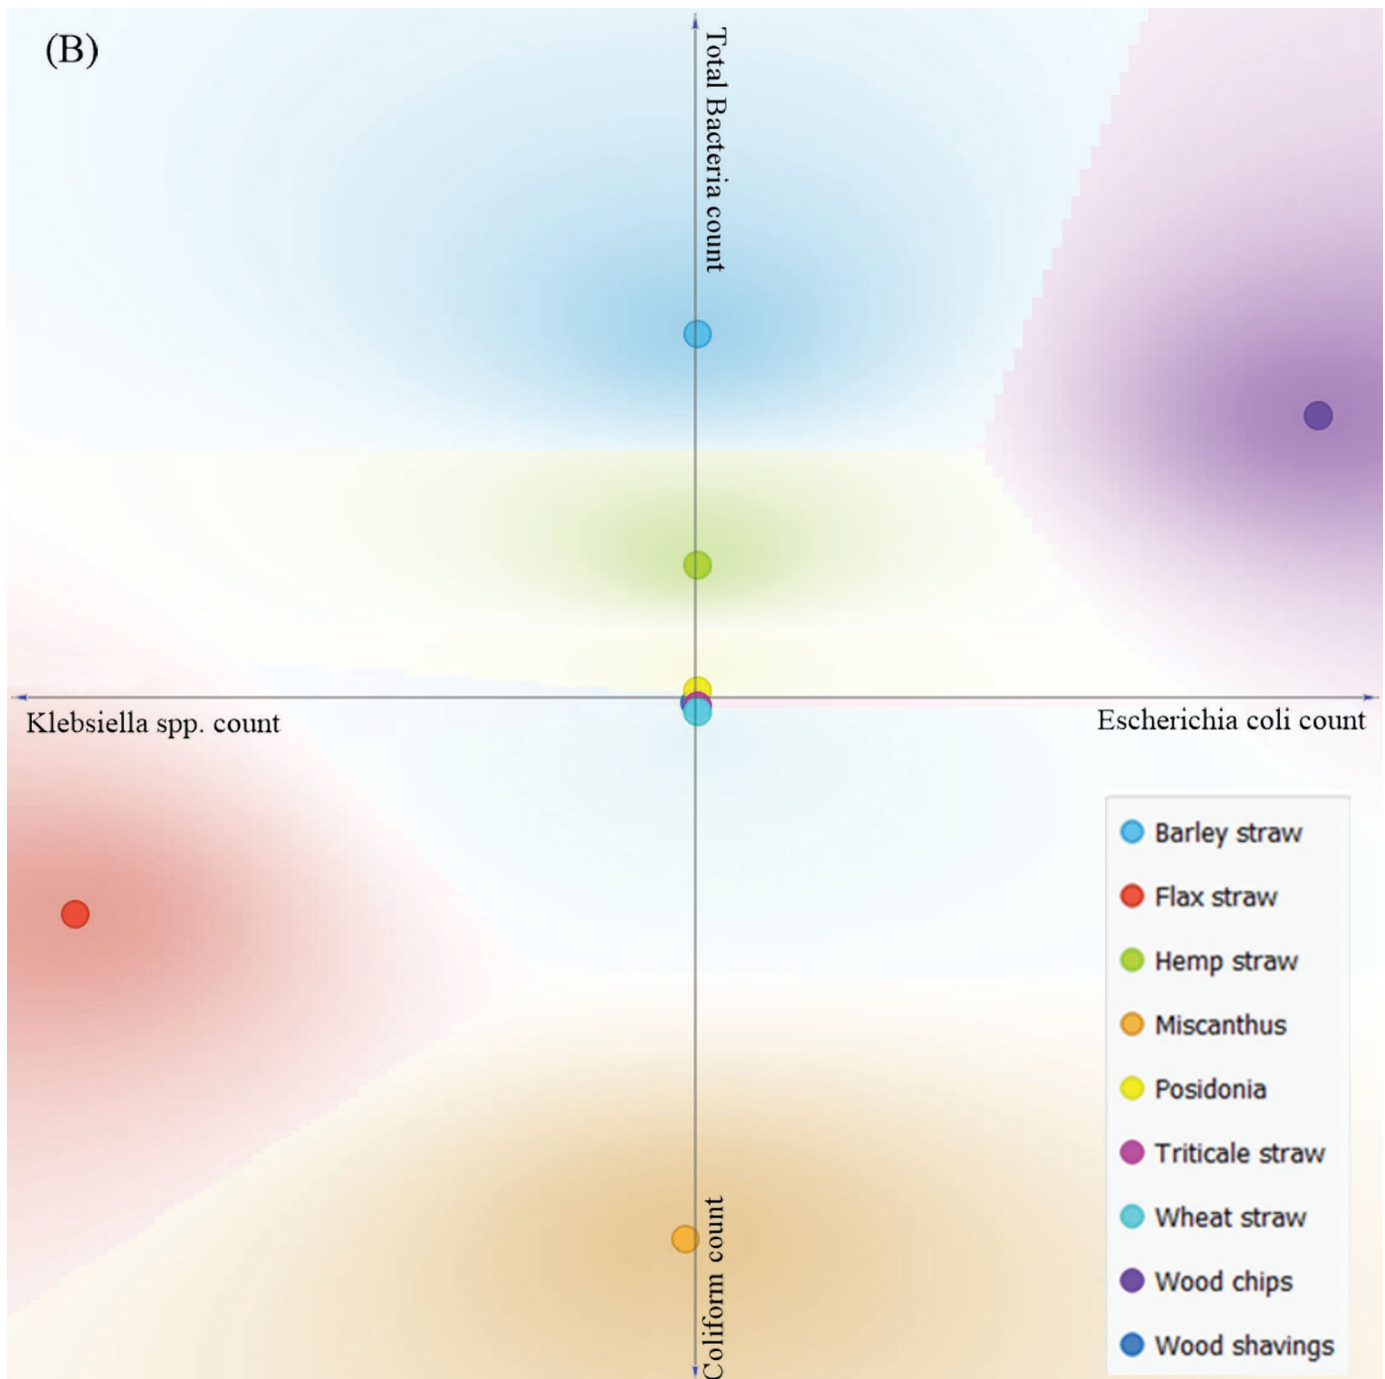 (B)
Total Bacteria count
Klebsiella spp. count
Escherichia coli count
Coliform count
Barley straw
Flax straw
Hemp straw
Miscanthus
Posidonia
Triticale straw
Wheat straw
Wood chips
Wood shavings